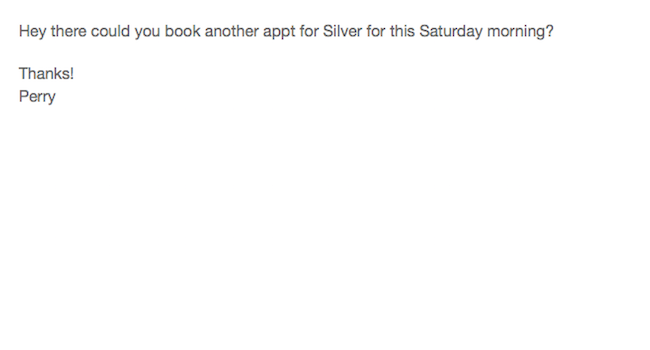 Hey there could you book another appt for Silver for this Saturday morning?
Thanks!
Perry